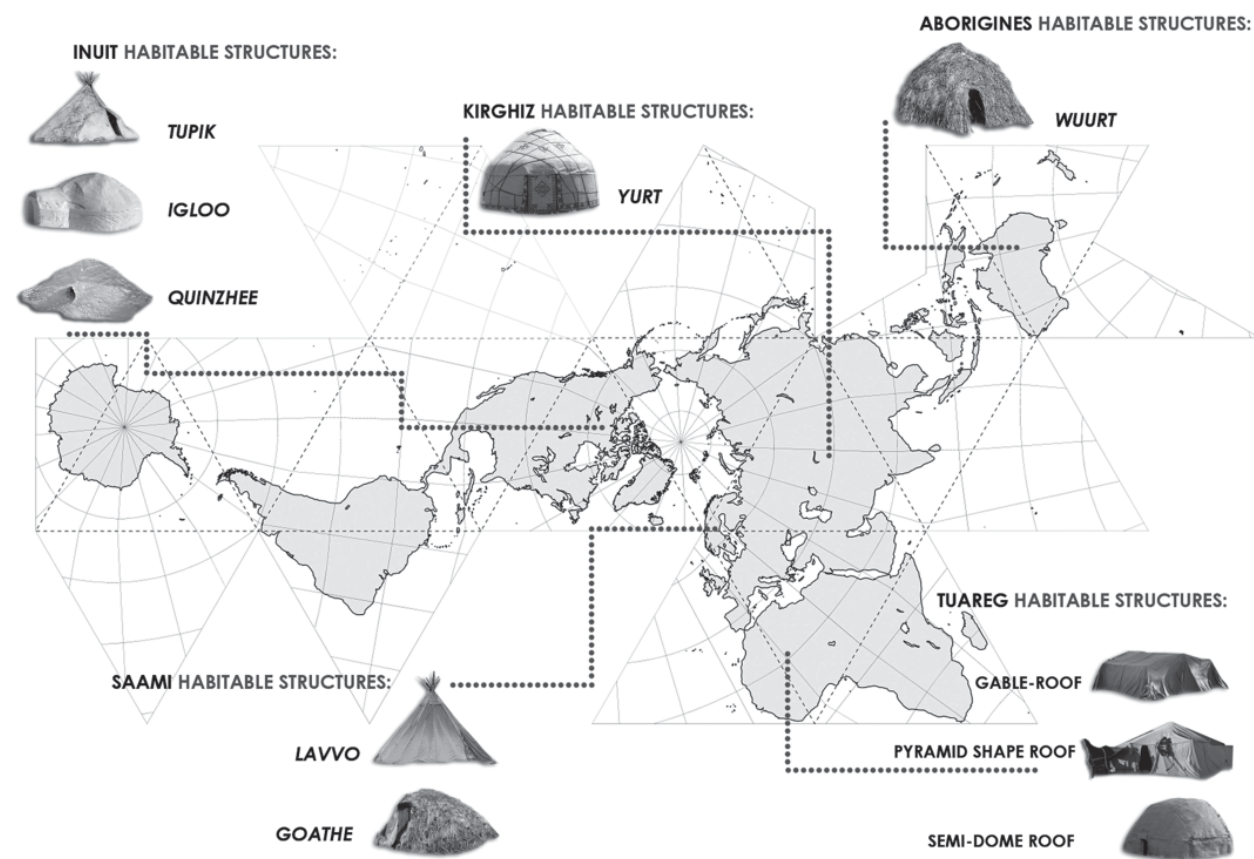 INUIT HABITABLE STRUCTURES:
TUPIK
IGLOO
QUINZHEE
KIRGHIZ HABITABLE STRUCTURES:
YURT
ABORIGINES HABITABLE STRUCTURES:
WUURT
SAAMI HABITABLE STRUCTURES:
LAVVO
GOATHE
TUAREG HABITABLE STRUCTURES:
GABLE-ROOF
PYRAMID SHAPE ROOF
SEMI-DOME ROOF